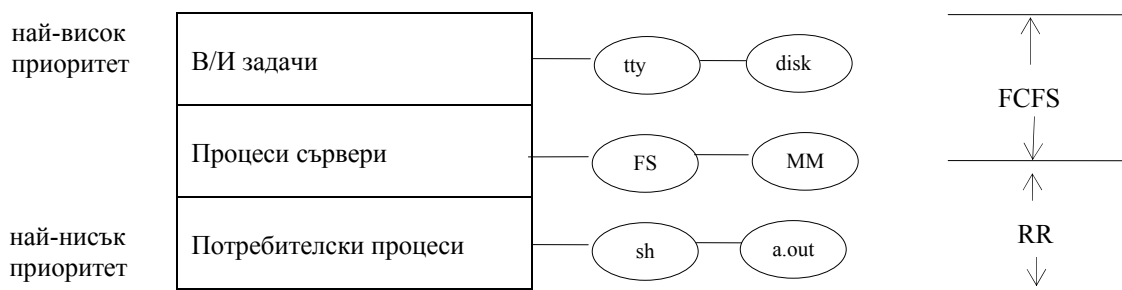 най-висок
приоритет
В/И задачи
tty
disk
FCFS
Процеси сървери
FS
MM
най-нисък
приоритет
Потребителски процеси
sh
a.out
RR